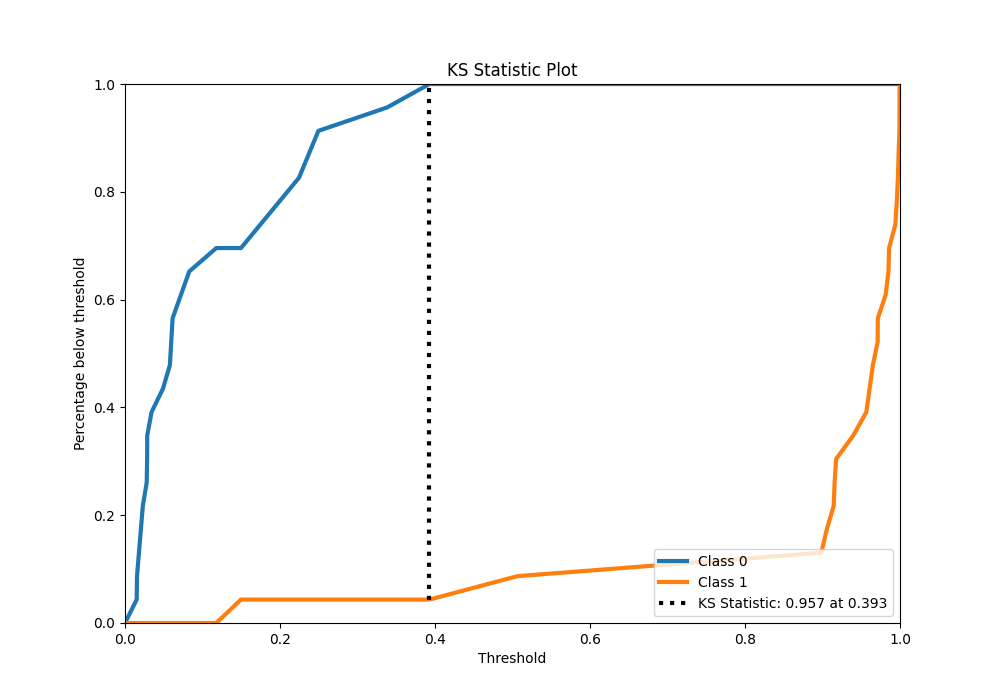 KS Statistic Plot
1.0
0.8
0.6
0.4
0.2
0.0
Percentage below threshold
Class 0
Class 1
KS Statistic: 0.957 at 0.393
0.0 0.2 0.4 0.6 0.8 1.0
Threshold